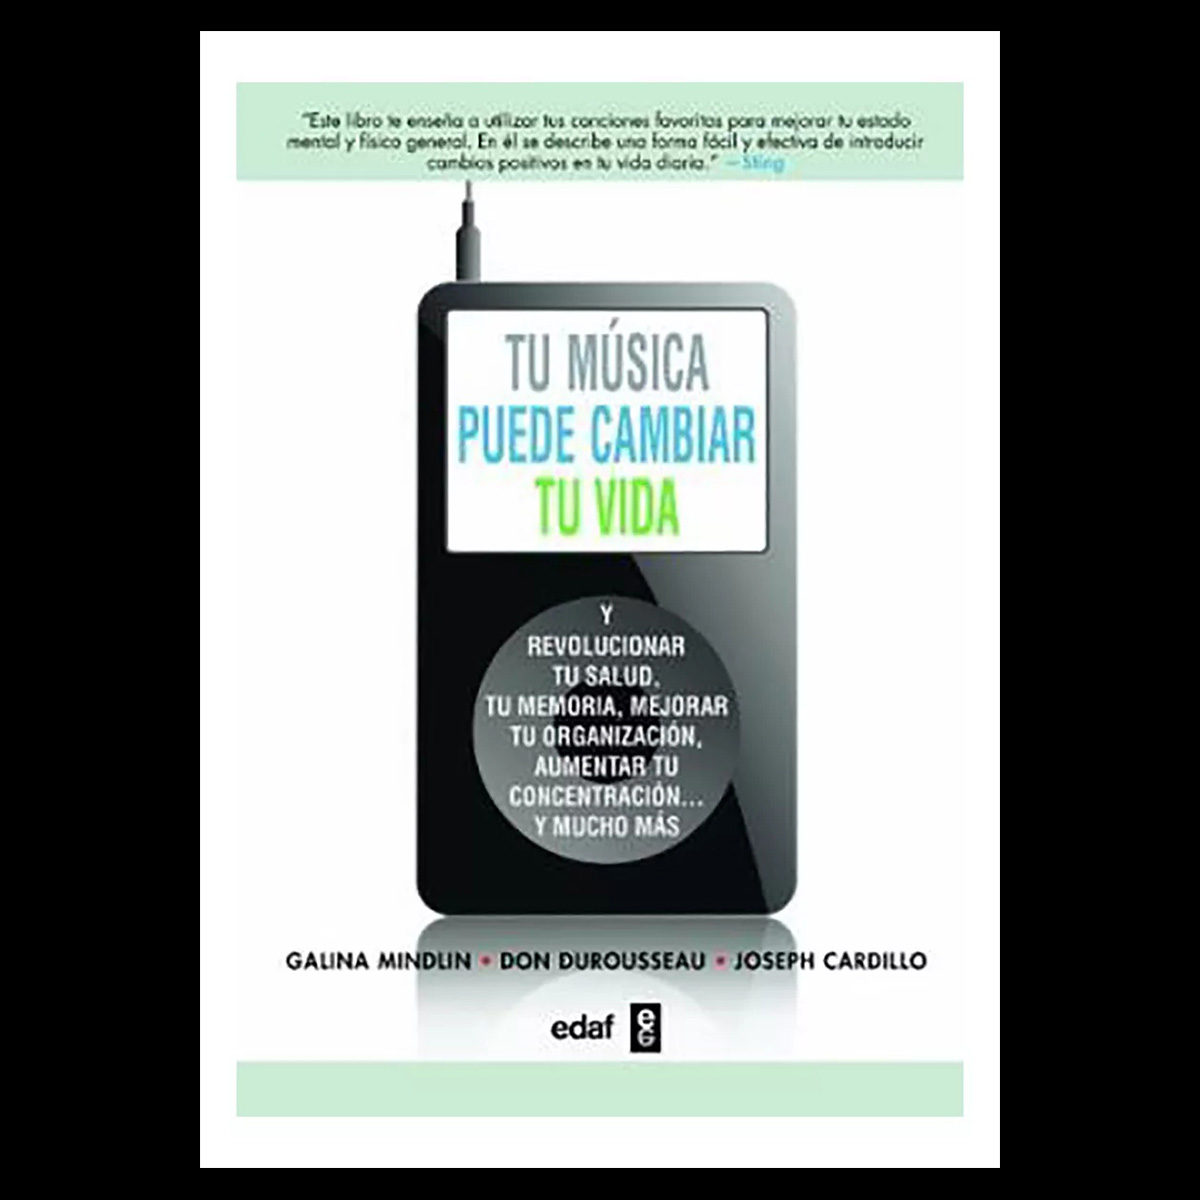 "Este libro te enseña a utilizar tus canciones favoritas para mejorar tu estado
mental y físico general. En él se describe una forma fácil y efectiva de introducir
cambios positivos en tu vida diaria." –Sting
TU MÚSICA
PUEDE CAMBIAR
TU VIDA
Y
REVOLUCIONAR
TU SALUD,
TU MEMORIA, MEJORAR
TU ORGANIZACIÓN,
AUMENTAR TU
CONCENTRACIÓN...
Y MUCHO MÁS
GALINA MINDLIN • DON DUROUSSEAU • JOSEPH CARDILLO
edaf